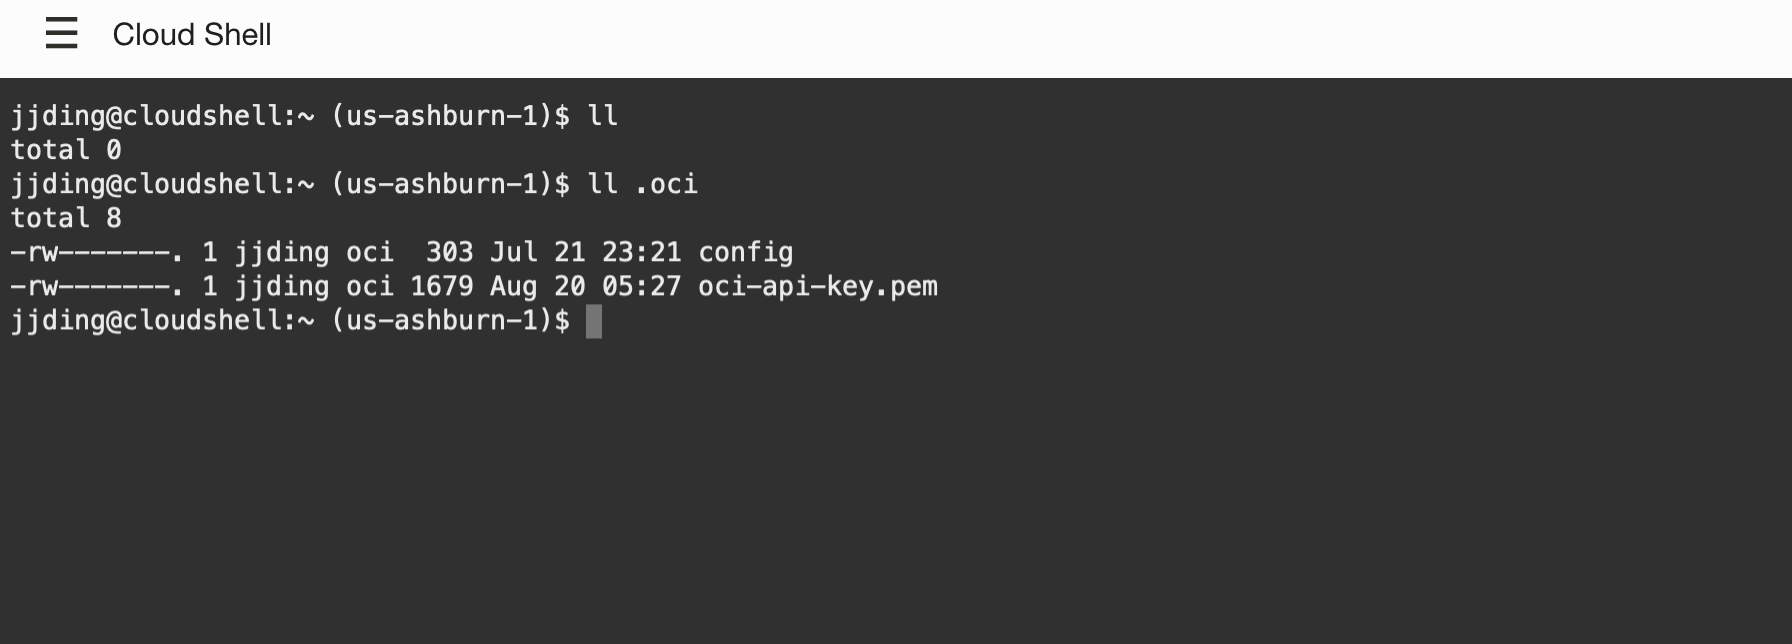 Cloud Shell
jjding@cloudshell:~ (us-ashburn-1)$ ll
total 0
jjding@cloudshell:~ (us-ashburn-1)$ ll .oci
total 8
-rw-------. 1 jjding oci  303 Jul 21 23:21 config
-rw-------. 1 jjding oci 1679 Aug 20 05:27 oci-api-key.pem
jjding@cloudshell:~ (us-ashburn-1)$